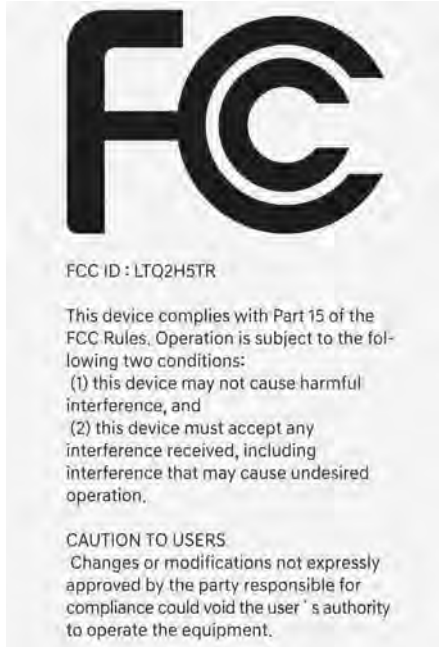 FCC
FCC ID : LTQ2H5TR
This device complies with Part 15 of the
FCC Rules. Operation is subject to the fol-
lowing two conditions:
(1) this device may not cause harmful
interference, and
(2) this device must accept any
interference received, including
interference that may cause undesired
operation.
CAUTION TO USERS
Changes or modifications not expressly
approved by the party responsible for
compliance could void the user`s authority
to operate the equipment.